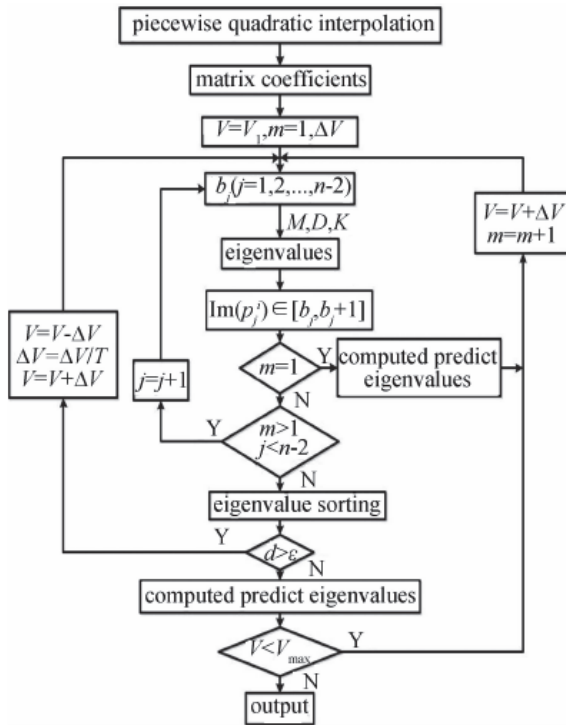 piecewise quadratic interpolation
matrix coefficients
V=V₁,m=1,ΔV
bⱼ(j=1,2,...,n-2)
M,D,K
V=V+ΔV
m=m+1
eigenvalues
Im(pⱼⁱ)∈[bⱼ,bⱼ+1]
V=V-ΔV
ΔV=ΔV/T
V=V+ΔV
j=j+1
m=1
Y
computed predict
eigenvalues
N
Y
m>1
j<n-2
N
eigenvalue sorting
Y
d>ε
N
computed predict eigenvalues
V<Vmax
Y
N
output